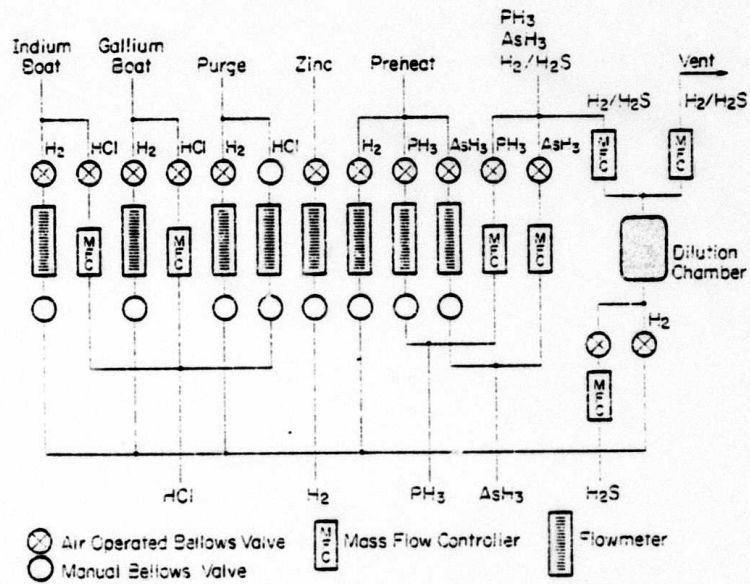 PH3
Indium Gallium AsH3
Boat Boat Purge Zinc Preheat H2/H2S Vent
H2/H2S H2/H2S
H2 HCl H2 HCl H2 HCl H2 PH3 AsH3 PH3 AsH3
MFC MFC
MFC MFC MFC MFC
Dilution
Chamber
H2
MFC
HCl H2 PH3 AsH3 H2S
Air Operated Bellows Valve MFC Mass Flow Controller Flowmeter
Manual Bellows Valve